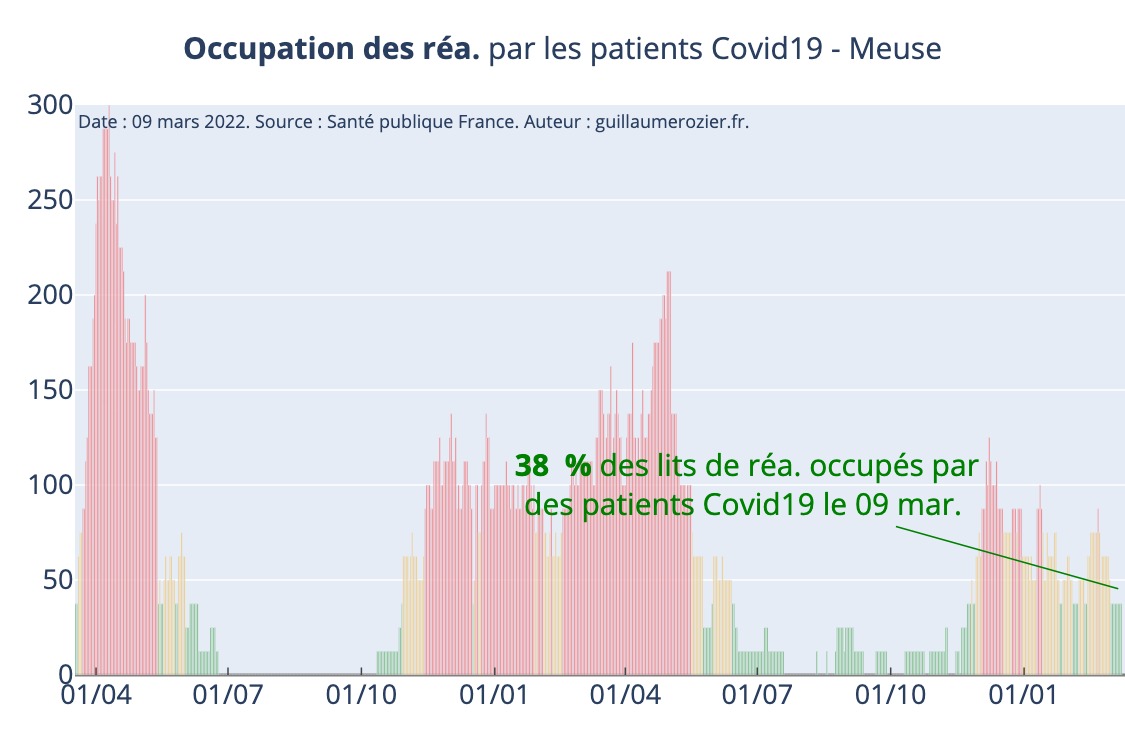 Occupation des réa. par les patients Covid19 - Meuse
300
Date : 09 mars 2022. Source : Santé publique France. Auteur : guillaumerozier.fr.
250
200
150
100
38 % des lits de réa. occupés par
des patients Covid19 le 09 mar.
50
0
01/04 01/07 01/10 01/01 01/04 01/07 01/10 01/01